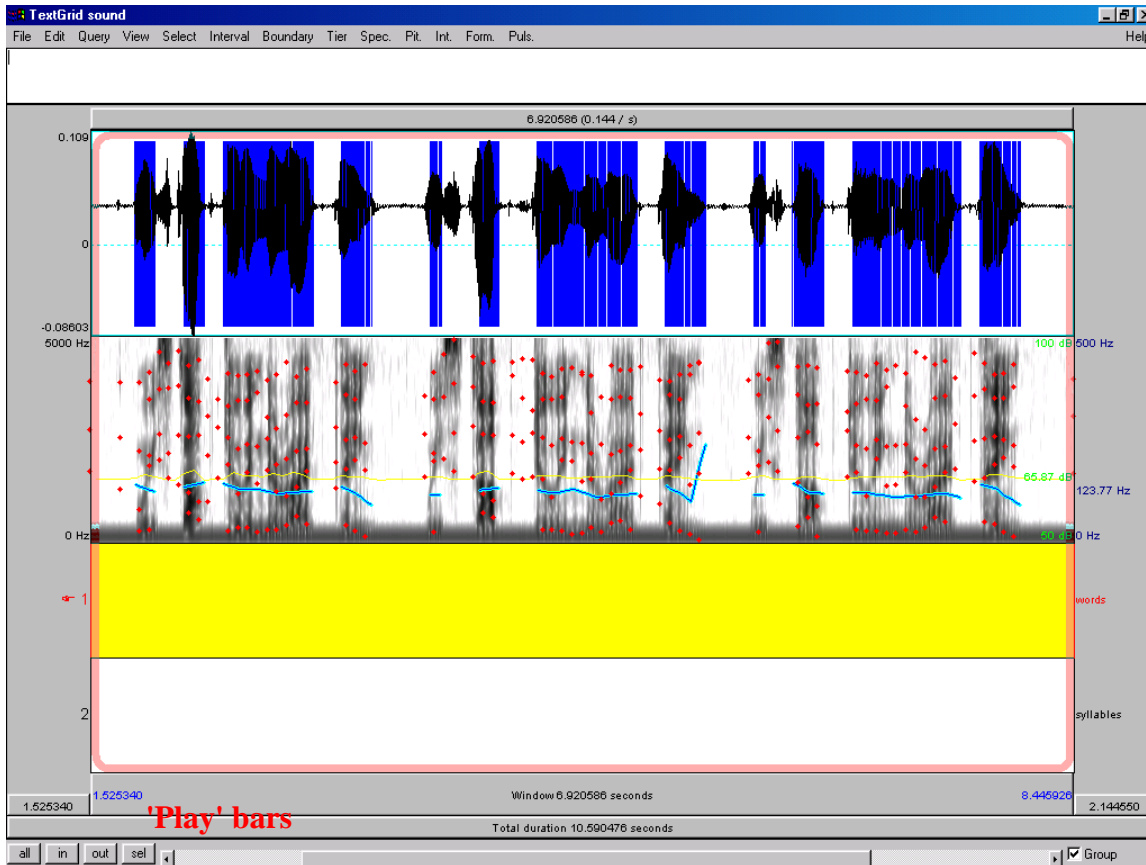 TextGrid sound
File Edit Query View Select Interval Boundary Tier Spec. Pit. Int. Form. Puls. Help
6.920586 (0.144 / s)
0.109
0
-0.08603
5000 Hz 100 dB 500 Hz
65.87 dB 123.77 Hz
0 Hz 50 dB 0 Hz
1 words
2 syllables
1.525340 1.525340 Window 6.920586 seconds 8.445926 2.144550
'Play' bars
Total duration 10.590476 seconds
all in out sel Group